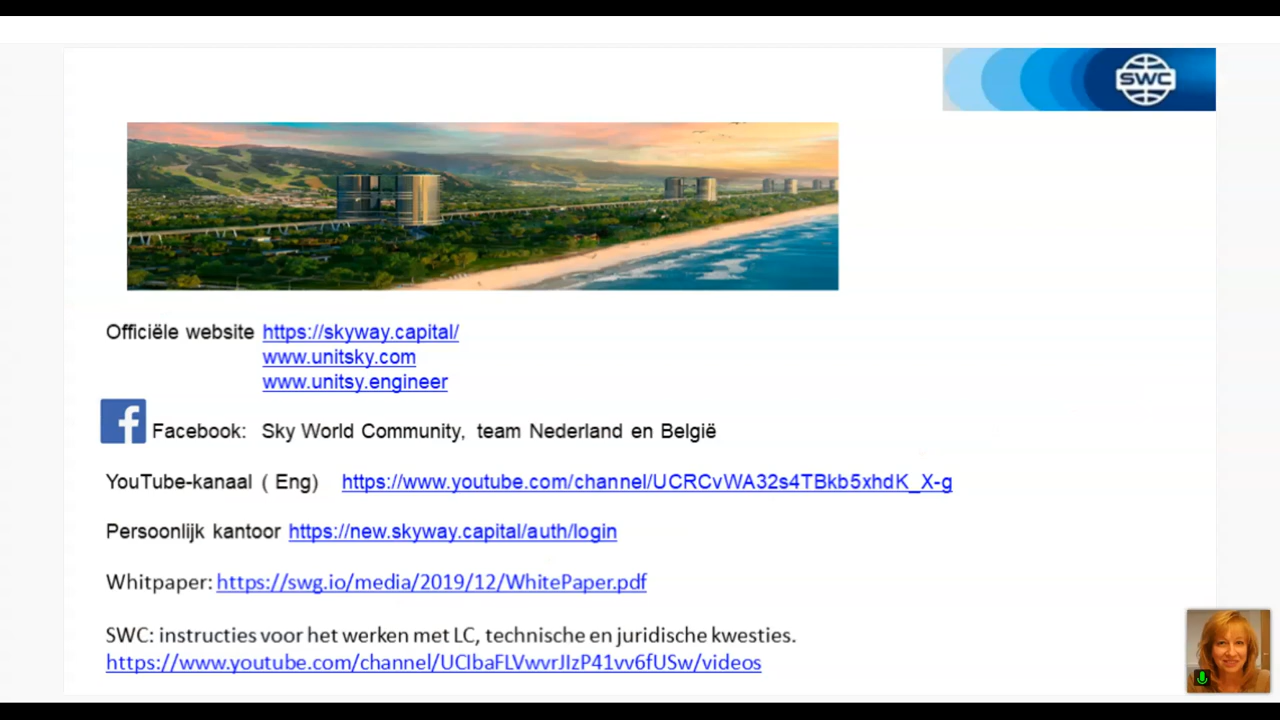 SWC
Officiële website https://skyway.capital/
www.unitsky.com
www.unitsy.engineer
Facebook: Sky World Community, team Nederland en België
YouTube-kanaal ( Eng) https://www.youtube.com/channel/UCRCvWA32s4TBkb5xhdK_X-g
Persoonlijk kantoor https://new.skyway.capital/auth/login
Whitpaper: https://swg.io/media/2019/12/WhitePaper.pdf
SWC: instructies voor het werken met LC, technische en juridische kwesties.
https://www.youtube.com/channel/UCIbaFLVwvrJIzP41vv6fUSw/videos